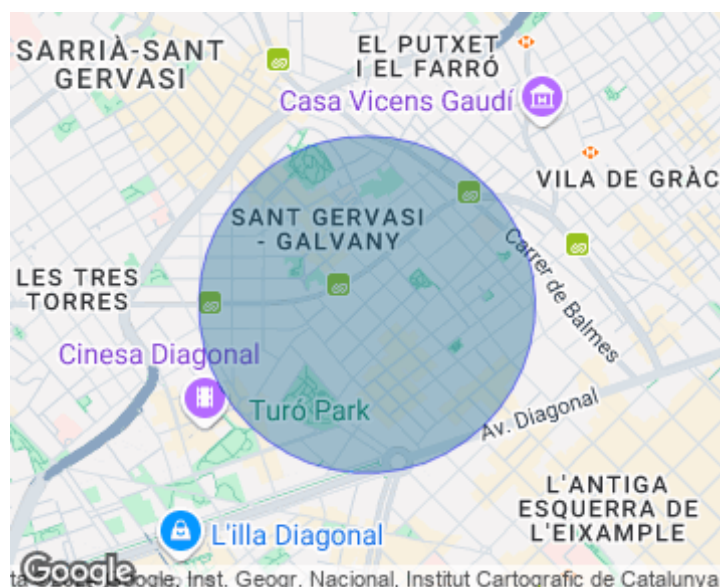 SARRIÀ-SANT
GERVASI
EL PUTXET
I EL FARRÓ
Casa Vicens Gaudí
VILA DE GRÀC
SANT GERVASI
- GALVANY
Carrer de Balmes
LES TRES
TORRES
Cinesa Diagonal
Turó Park
Av. Diagonal
L'ANTIGA
ESQUERRA DE
L'EIXAMPLE
L'illa Diagonal
Google
Google, Inst. Geogr. Nacional, Institut Cartogràfic de Catalunya